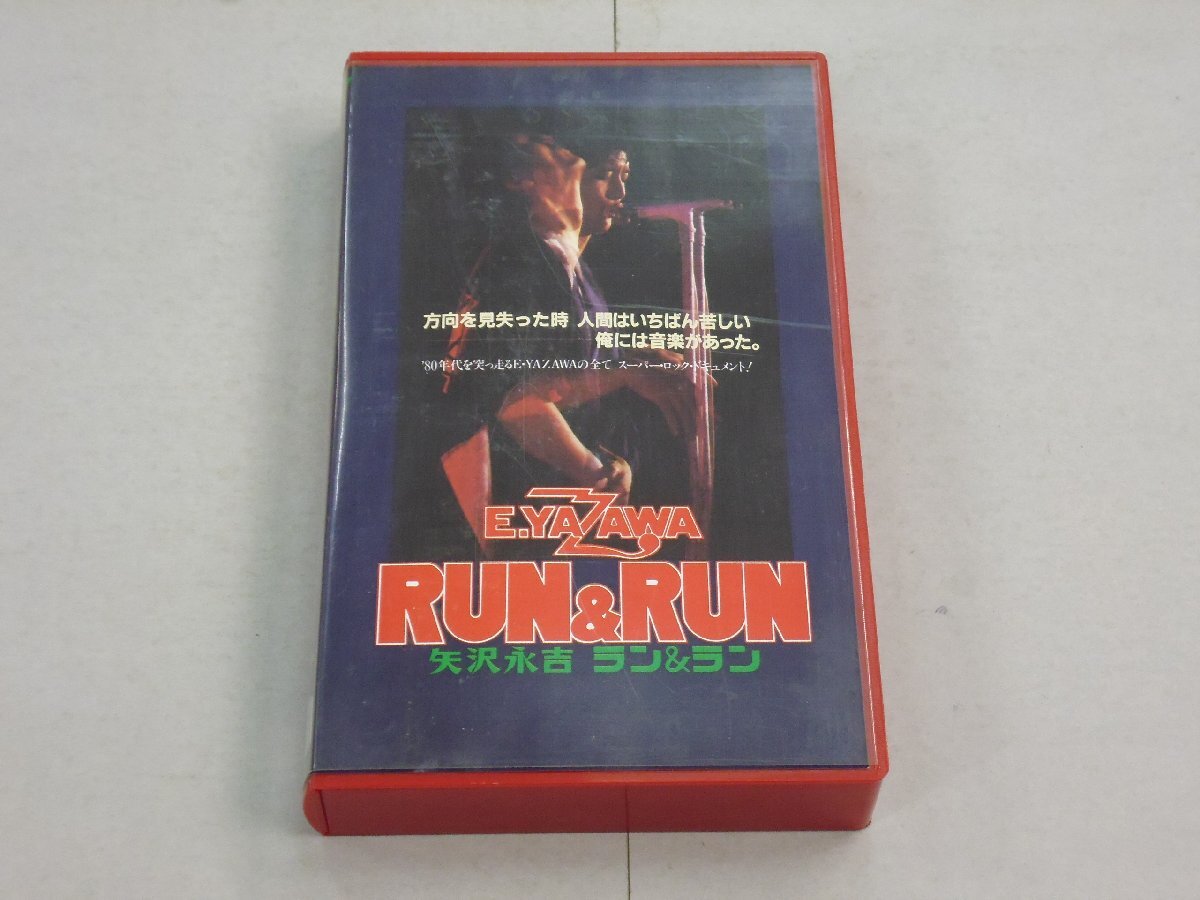 方向を見失った時 人間はいちばん苦しい
俺には音楽があった。
'80年代を突っ走るE・YAZAWAの全て スーパー・ロック・ドキュメント!
E.YAZAWA
RUN&RUN
矢沢永吉 ラン&ラン